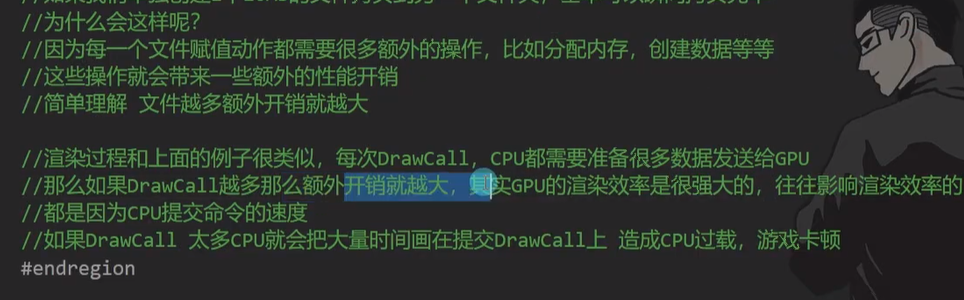 //为什么会这样呢?
//因为每一个文件赋值动作都需要很多额外的操作，比如分配内存，创建数据等等
//这些操作就会带来一些额外的性能开销
//简单理解 文件越多额外开销就越大
//渲染过程和上面的例子很类似，每次DrawCall，CPU都需要准备很多数据发送给GPU
//那么如果DrawCall越多那么额外开销就越大，其实GPU的渲染效率是很强大的，往往影响渲染效率的
//都是因为CPU提交命令的速度
//如果DrawCall 太多CPU就会把大量时间画在提交DrawCall上 造成CPU过载，游戏卡顿
#endregion